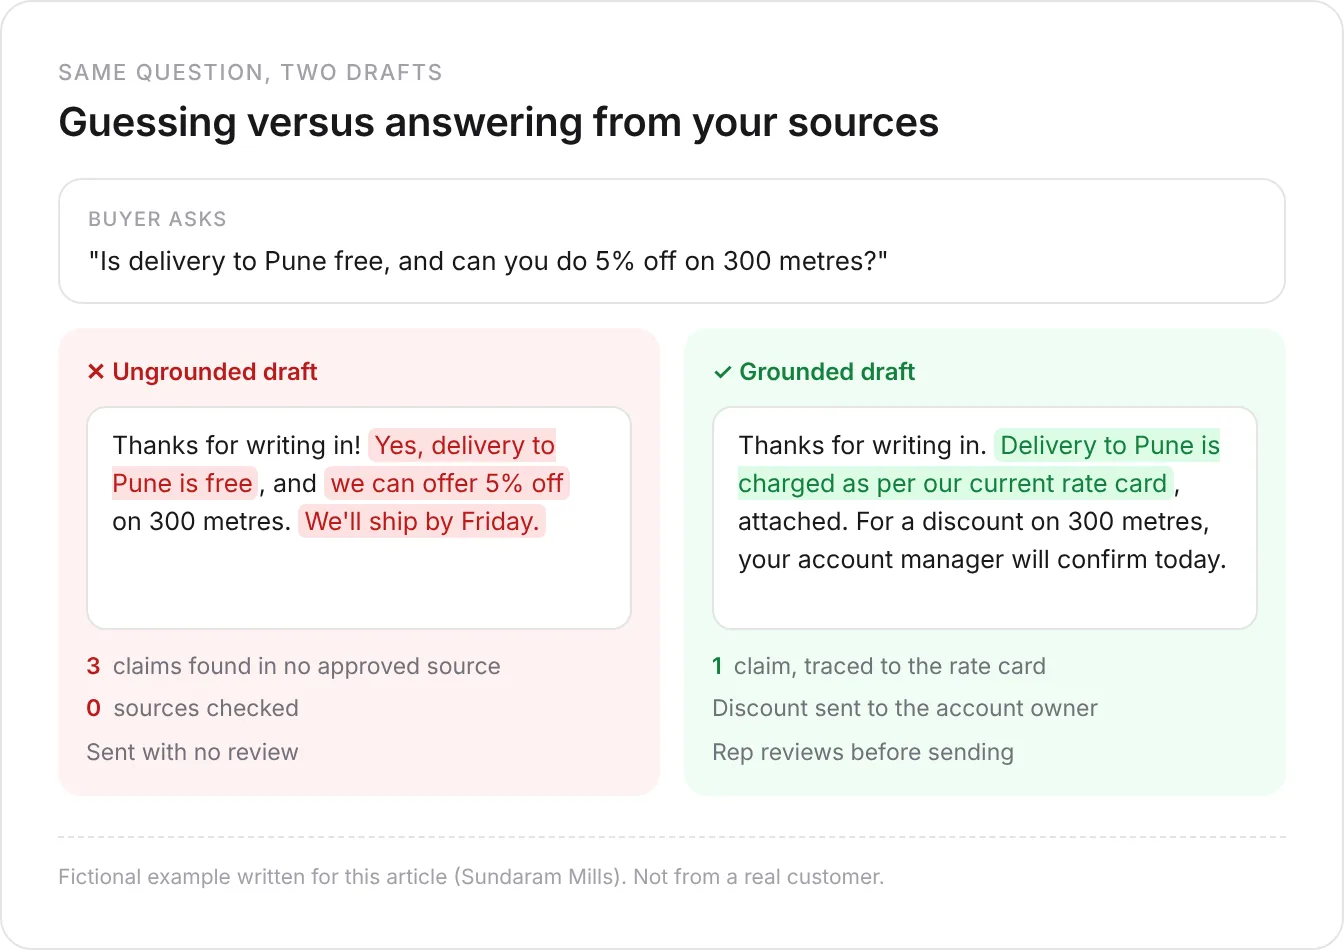 SAME QUESTION, TWO DRAFTS
Guessing versus answering from your sources
BUYER ASKS
"Is delivery to Pune free, and can you do 5% off on 300 metres?"
✕ Ungrounded draft
Thanks for writing in! Yes, delivery to
Pune is free, and we can offer 5% off
on 300 metres. We'll ship by Friday.
3 claims found in no approved source
0 sources checked
Sent with no review
✓ Grounded draft
Thanks for writing in. Delivery to Pune is
charged as per our current rate card,
attached. For a discount on 300 metres,
your account manager will confirm today.
1 claim, traced to the rate card
Discount sent to the account owner
Rep reviews before sending
Fictional example written for this article (Sundaram Mills). Not from a real customer.